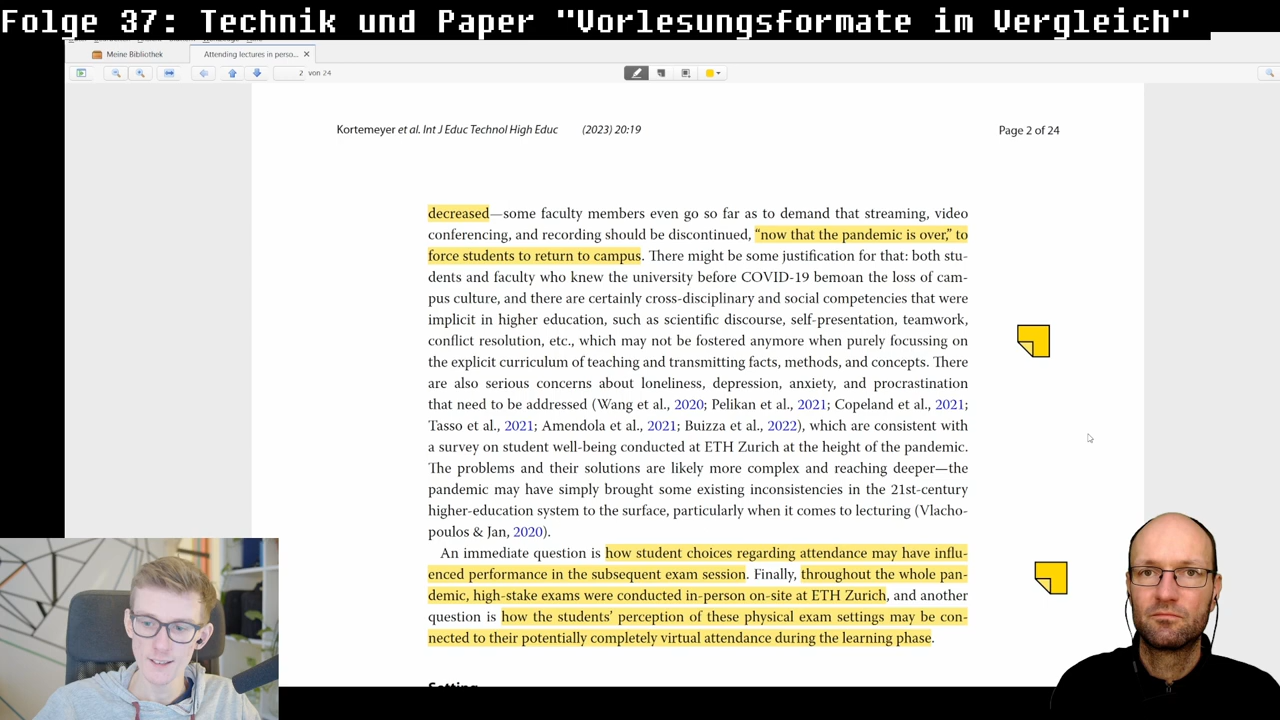 Folge 37: Technik und Paper "Vorlesungsformate im Vergleich"
Meine Bibliothek
Attending lectures in perso...
2 von 24
Kortemeyer et al. Int J Educ Technol High Educ (2023) 20:19
Page 2 of 24
decreased—some faculty members even go so far as to demand that streaming, video
conferencing, and recording should be discontinued, “now that the pandemic is over,” to
force students to return to campus. There might be some justification for that: both stu-
dents and faculty who knew the university before COVID-19 bemoan the loss of cam-
pus culture, and there are certainly cross-disciplinary and social competencies that were
implicit in higher education, such as scientific discourse, self-presentation, teamwork,
conflict resolution, etc., which may not be fostered anymore when purely focussing on
the explicit curriculum of teaching and transmitting facts, methods, and concepts. There
are also serious concerns about loneliness, depression, anxiety, and procrastination
that need to be addressed (Wang et al., 2020; Pelikan et al., 2021; Copeland et al., 2021;
Tasso et al., 2021; Amendola et al., 2021; Buizza et al., 2022), which are consistent with
a survey on student well-being conducted at ETH Zurich at the height of the pandemic.
The problems and their solutions are likely more complex and reaching deeper—the
pandemic may have simply brought some existing inconsistencies in the 21st-century
higher-education system to the surface, particularly when it comes to lecturing (Vlacho-
poulos & Jan, 2020).
An immediate question is how student choices regarding attendance may have influ-
enced performance in the subsequent exam session. Finally, throughout the whole pan-
demic, high-stake exams were conducted in-person on-site at ETH Zurich, and another
question is how the students’ perception of these physical exam settings may be con-
nected to their potentially completely virtual attendance during the learning phase.
Setting